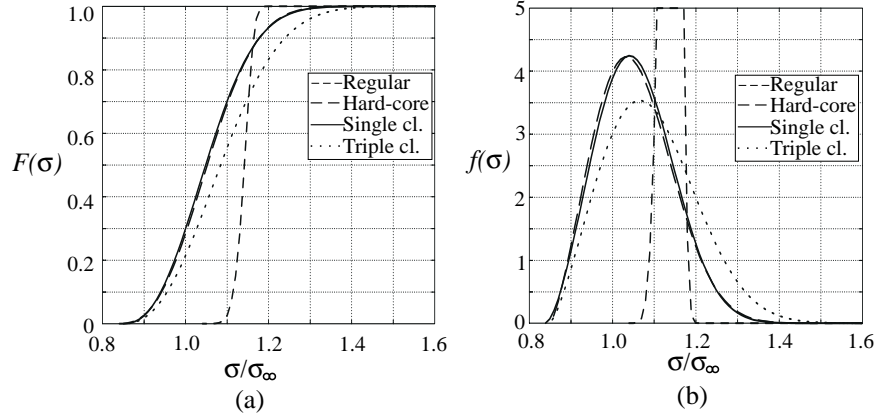 1.0
0.8
0.6
0.4
0.2
0
F(σ)
Regular
Hard-core
Single cl.
Triple cl.
0.8
1.0
1.2
1.4
1.6
σ/σ∞
(a)
5
4
3
2
1
0
f(σ)
Regular
Hard-core
Single cl.
Triple cl.
0.8
1.0
1.2
1.4
1.6
σ/σ∞
(b)